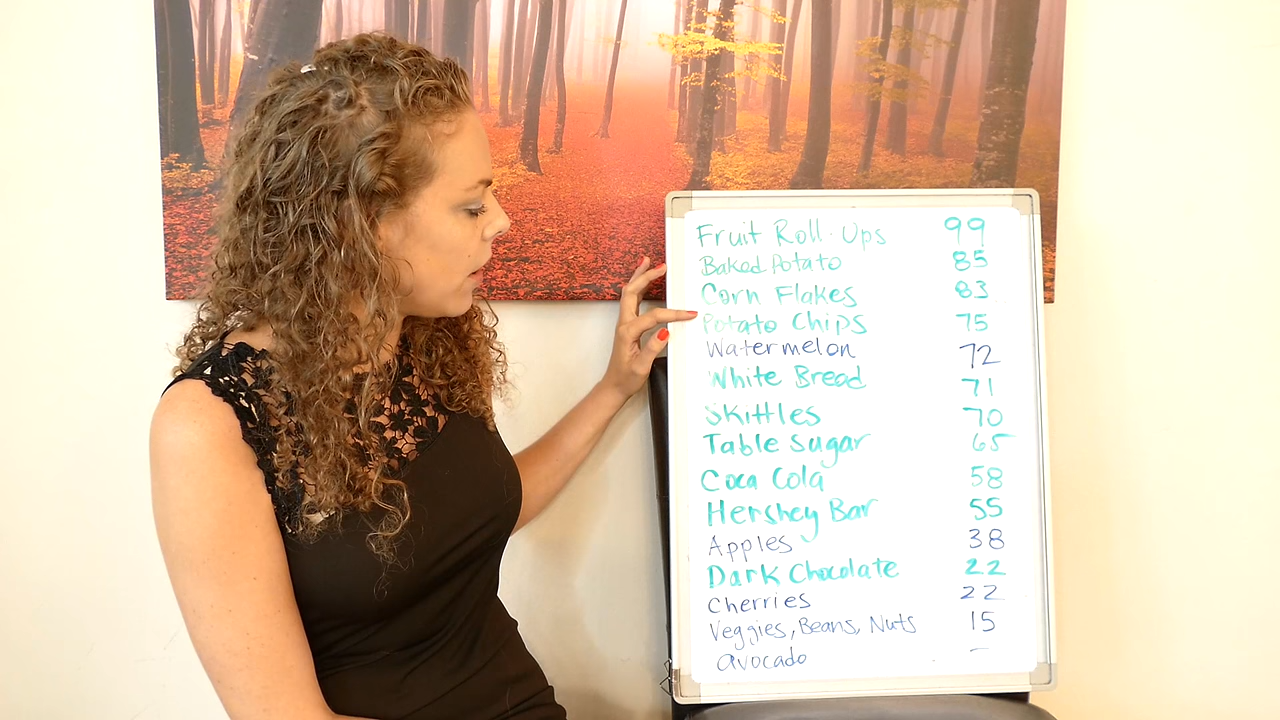 Fruit Roll-Ups 99
Baked Potato 85
Corn Flakes 83
Potato Chips 75
Watermelon 72
White Bread 71
Skittles 70
Table Sugar 65
Coca Cola 58
Hershey Bar 55
Apples 38
Dark Chocolate 22
Cherries 22
Veggies, Beans, Nuts 15
avocado –